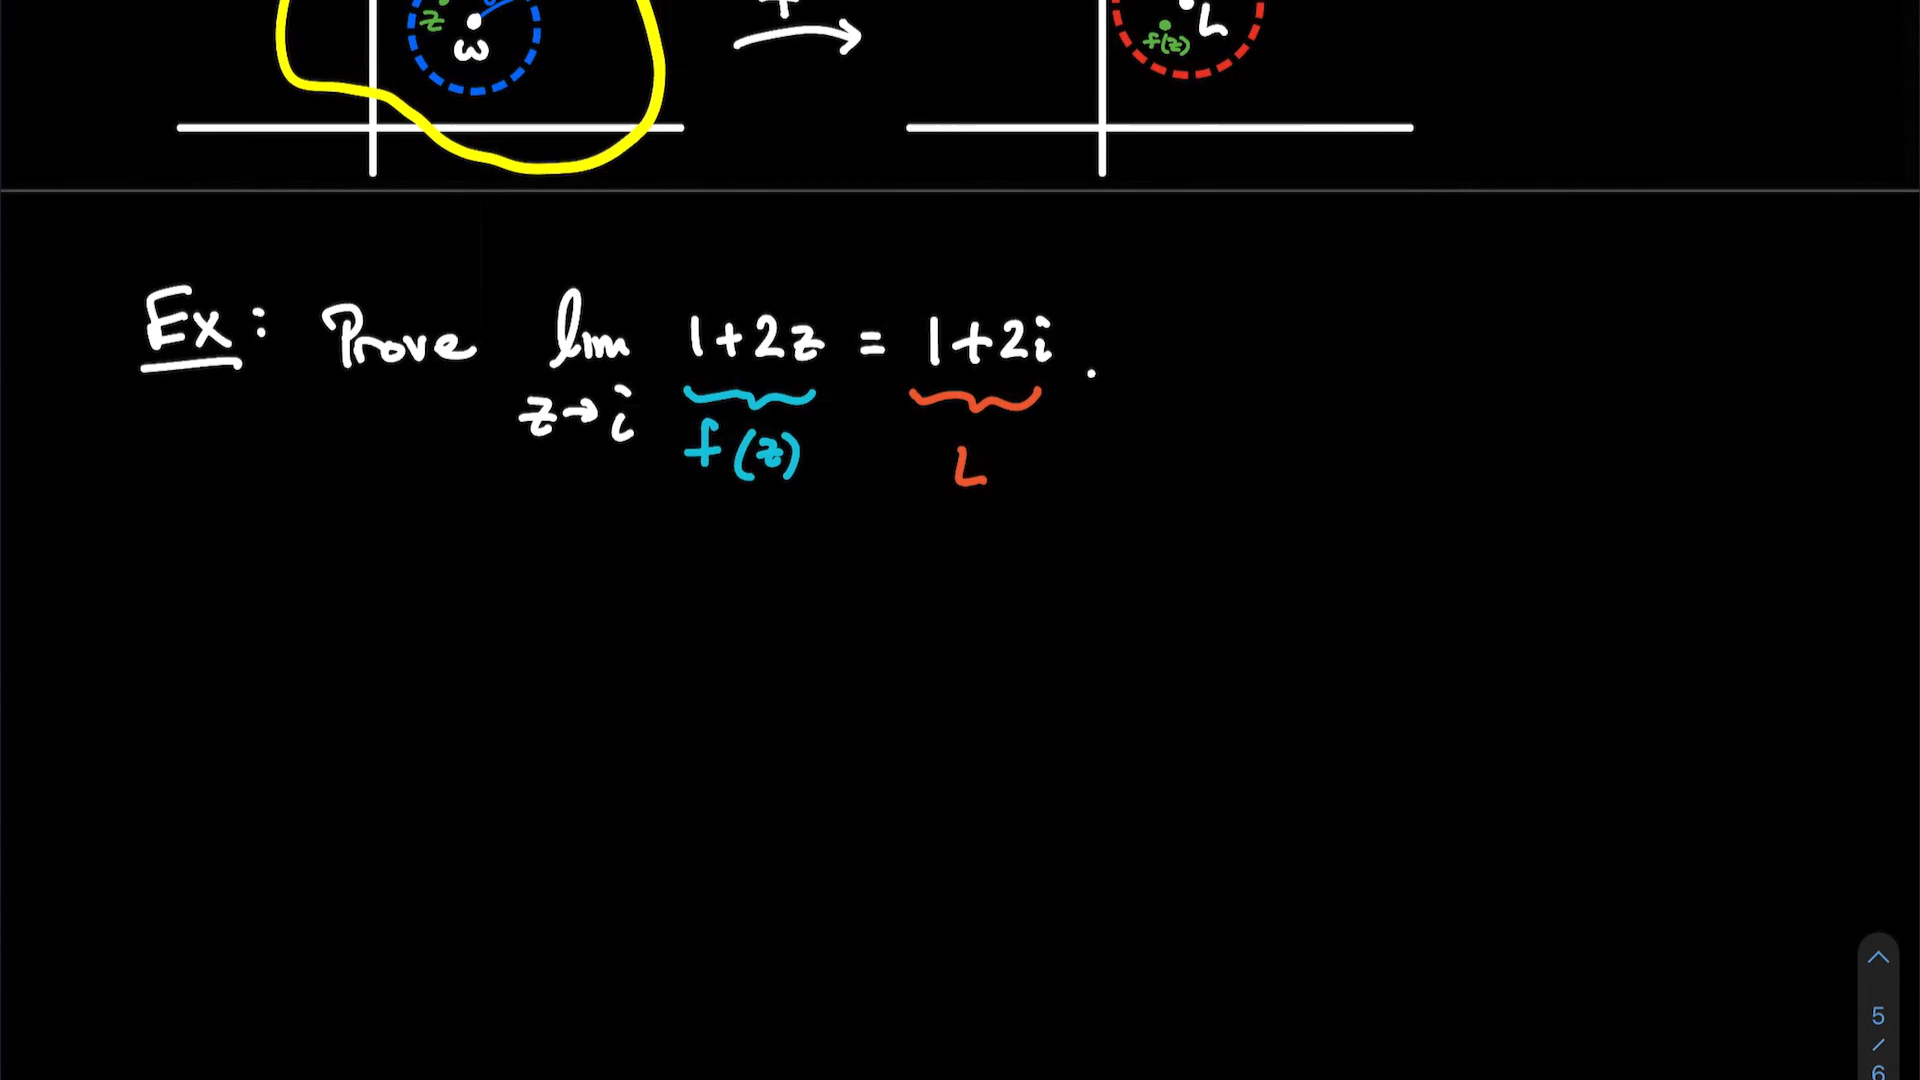 z
ω
f
L
f(z)
Ex: Prove lim 1+2z = 1+2i.
z→i
f(z)
L
5
/
6